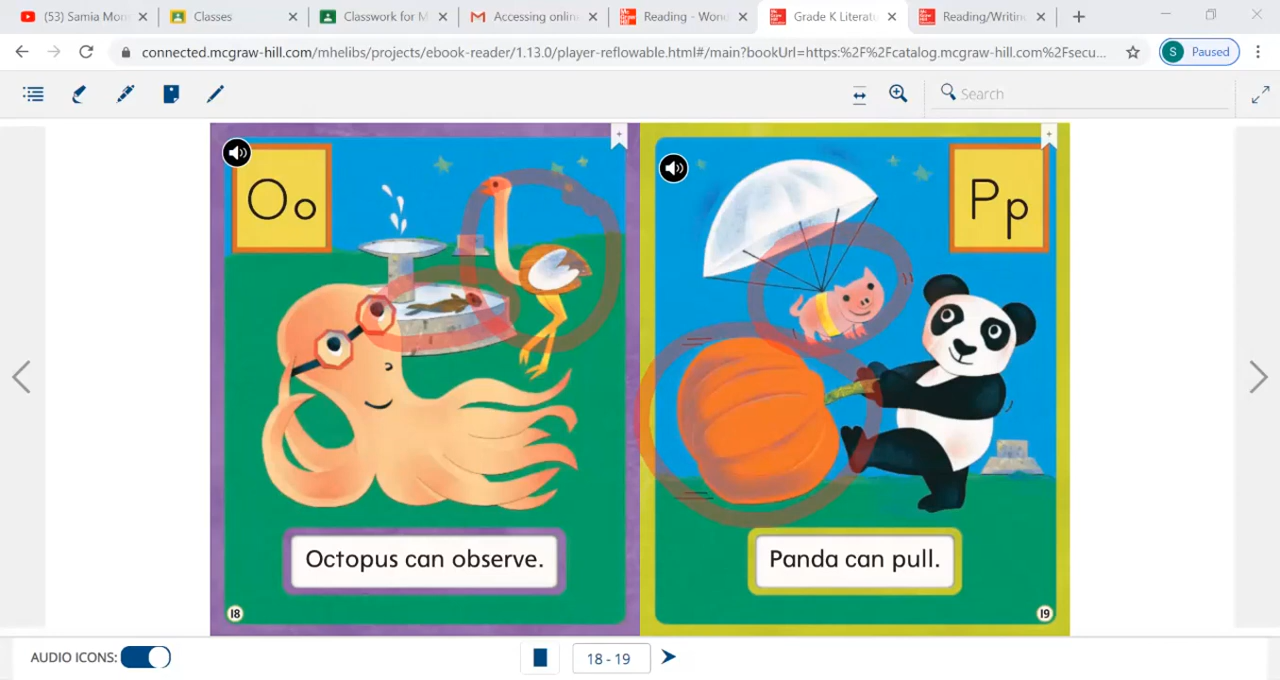 (53) Samia Mon
Classes
Classwork for M
Accessing onlin
Reading - Won
Grade K Literatu
Reading/Writin
connected.mcgraw-hill.com/mhelibs/projects/ebook-reader/1.13.0/player-reflowable.html#/main?bookUrl=https:%2F%2Fcatalog.mcgraw-hill.com%2Fsecu...
S Paused
Search
Oo
Pp
Octopus can observe.
Panda can pull.
18
19
AUDIO ICONS:
18 - 19